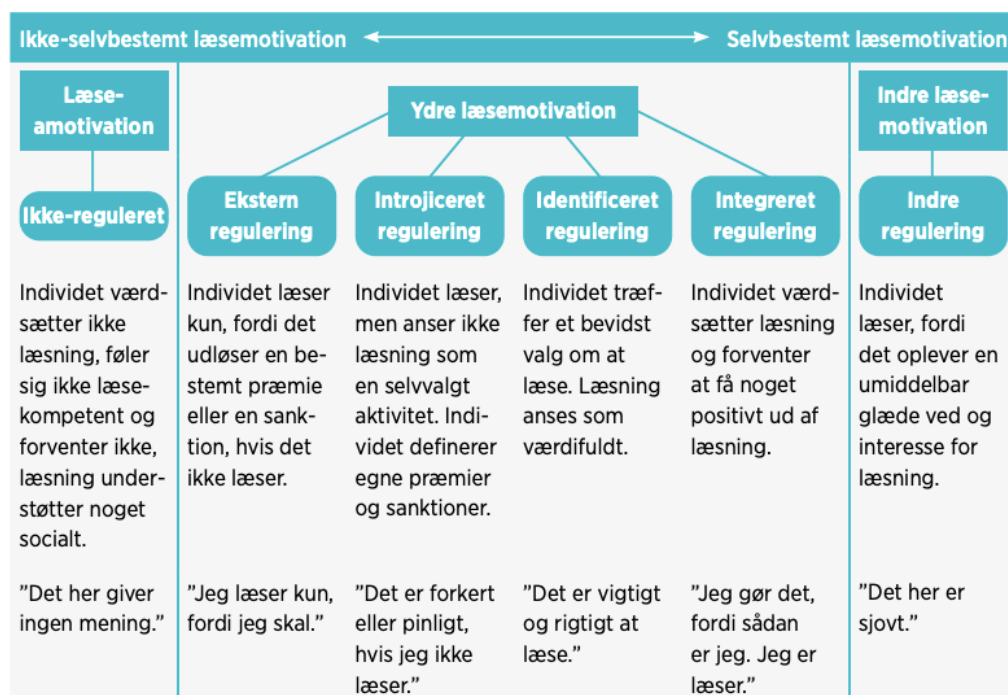 Ikke-selvbestemt læsemotivation
Selvbestemt læsemotivation
Læse-
amotivation
Ydre læsemotivation
Indre læse-
motivation
Ikke-reguleret
Ekstern
regulering
Introjiceret
regulering
Identificeret
regulering
Integreret
regulering
Indre
regulering
Individet værd-
sætter ikke
læsning, føler
sig ikke læse-
kompetent og
forventer ikke,
læsning under-
støtter noget
socialt.
Individet læser
kun, fordi det
udløser en be-
stemt præmie
eller en sank-
tion, hvis det
ikke læser.
Individet læser,
men anser ikke
læsning som
en selvvalgt
aktivitet. Indi-
videt definerer
egne præmier
og sanktioner.
Individet træf-
fer et bevidst
valg om at
læse. Læsning
anses som
værdifuldt.
Individet værd-
sætter læsning
og forventer
at få noget
positivt ud af
læsning.
Individet
læser, fordi
det oplever en
umiddelbar
glæde ved og
interesse for
læsning.
”Det her giver
ingen mening.”
”Jeg læser kun,
fordi jeg skal.”
”Det er forkert
eller pinligt,
hvis jeg ikke
læser.”
”Det er vigtigt
og rigtigt at
læse.”
”Jeg gør det,
fordi sådan
er jeg. Jeg er
læser.”
”Det her er
sjovt.”